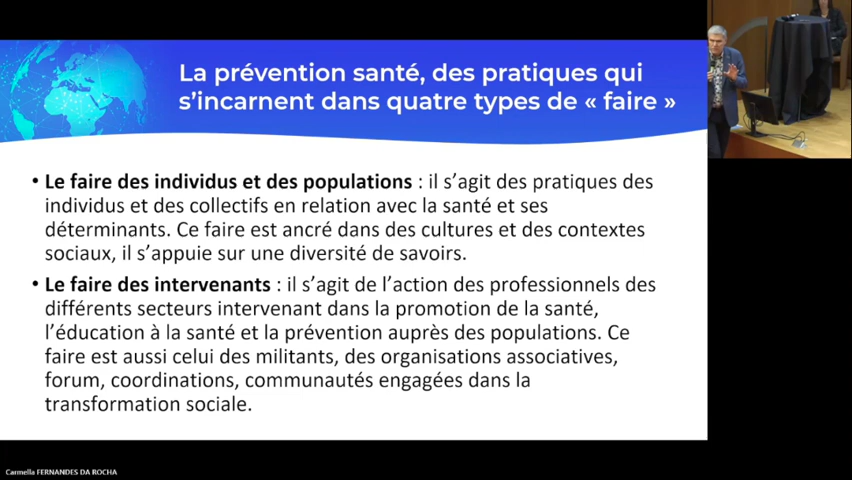 La prévention santé, des pratiques qui
s'incarnent dans quatre types de « faire »
• Le faire des individus et des populations : il s'agit des pratiques des
individus et des collectifs en relation avec la santé et ses
déterminants. Ce faire est ancré dans des cultures et des contextes
sociaux, il s'appuie sur une diversité de savoirs.
• Le faire des intervenants : il s'agit de l'action des professionnels des
différents secteurs intervenant dans la promotion de la santé,
l'éducation à la santé et la prévention auprès des populations. Ce
faire est aussi celui des militants, des organisations associatives,
forum, coordinations, communautés engagées dans la
transformation sociale.
Carmella FERNANDES DA ROCHA